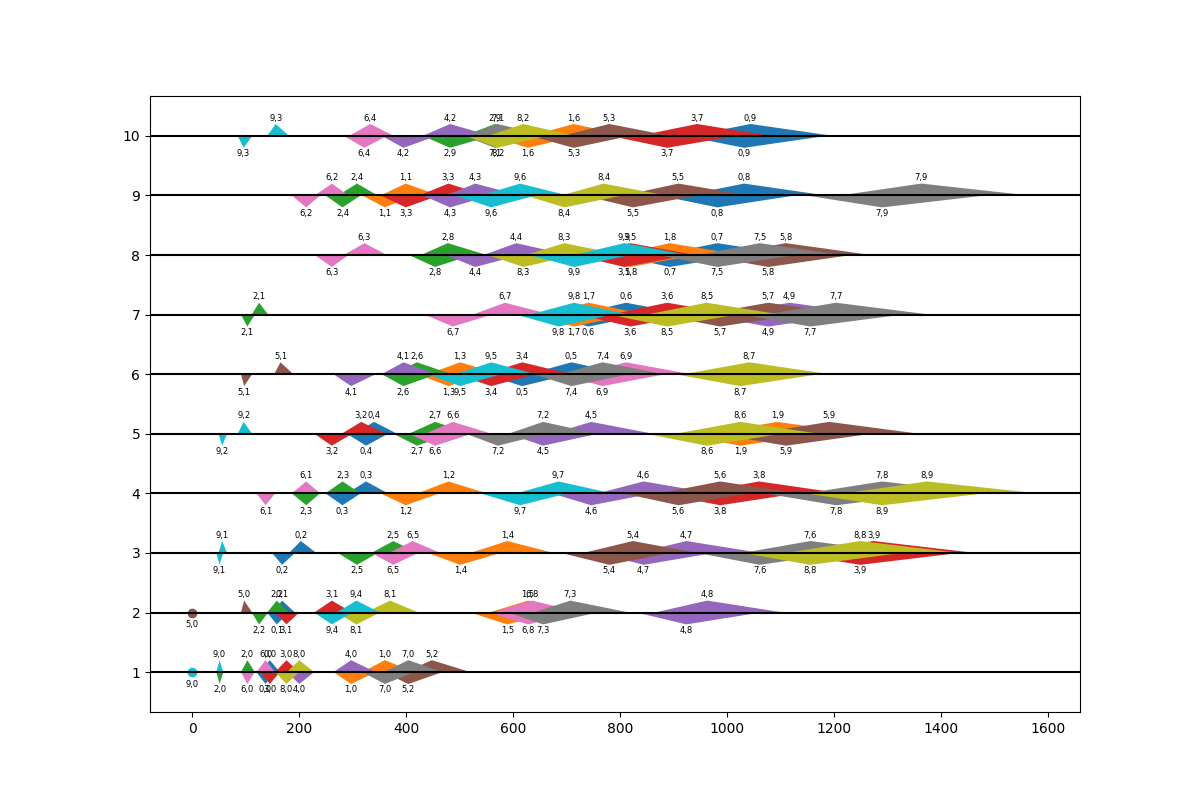 9,3 6,4 4,2 8,2 1,6 5,3 3,7 0,9
10
9,3 6,4 4,2 2,9 1,6 5,3 3,7 0,9
6,2 2,4 1,1 3,3 4,3 9,6 8,4 5,5 0,8 7,9
9
6,2 2,4 1,1 3,3 4,3 9,6 8,4 5,5 0,8 7,9
6,3 2,8 4,4 8,3 1,8 0,7 7,5 5,8
8
6,3 2,8 4,4 8,3 9,9 0,7 7,5 5,8
2,1 6,7 9,8 1,7 0,6 3,6 8,5 5,7 4,9 7,7
7
2,1 6,7 9,8 1,7 0,6 3,6 8,5 5,7 4,9 7,7
5,1 4,1 2,6 1,3 9,5 3,4 0,5 7,4 6,9 8,7
6
5,1 4,1 2,6 1,3 9,5 3,4 0,5 7,4 6,9 8,7
9,2 3,2 0,4 2,7 6,6 7,2 4,5 8,6 1,9 5,9
5
9,2 3,2 0,4 2,7 6,6 7,2 4,5 8,6 1,9 5,9
6,1 2,3 0,3 1,2 9,7 4,6 5,6 3,8 7,8 8,9
4
6,1 2,3 0,3 1,2 9,7 4,6 5,6 3,8 7,8 8,9
9,1 0,2 2,5 6,5 1,4 5,4 4,7 7,6 8,8 3,9
3
9,1 0,2 2,5 6,5 1,4 5,4 4,7 7,6 8,8 3,9
5,0 3,1 9,4 8,1 7,3 4,8
2
5,0 2,2 0,1 3,1 9,4 8,1 1,5 6,8 7,3 4,8
9,0 2,0 3,0 8,0 4,0 1,0 7,0 5,2
1
9,0 2,0 6,0 8,0 4,0 1,0 7,0 5,2
0 200 400 600 800 1000 1200 1400 1600